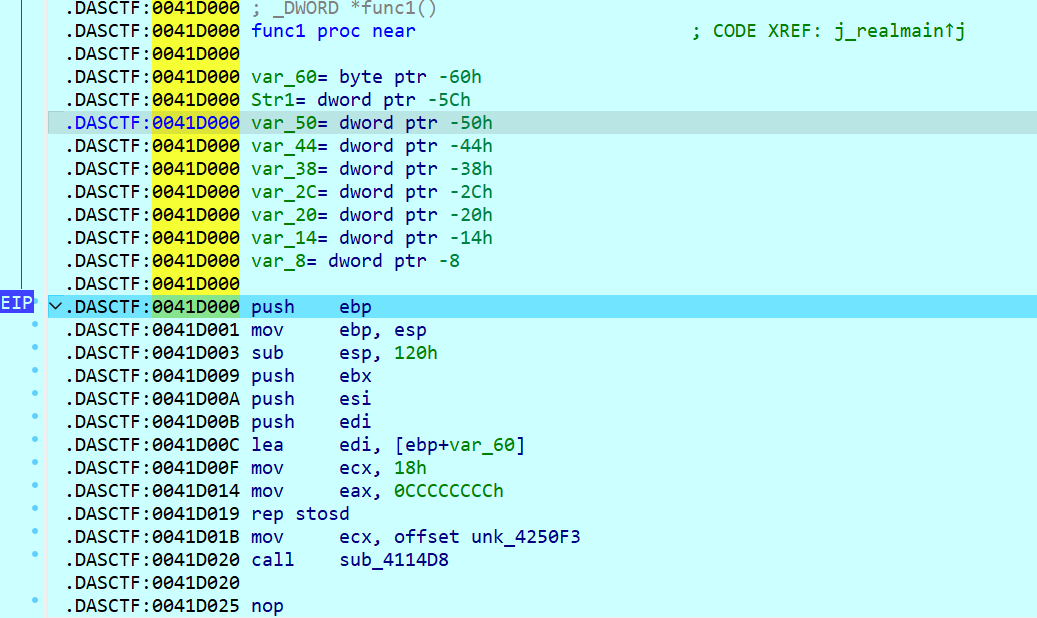 .DASCTF:0041D000 ; _DWORD *func1()
.DASCTF:0041D000 func1 proc near ; CODE XREF: j_realmain↑j
.DASCTF:0041D000
.DASCTF:0041D000 var_60= byte ptr -60h
.DASCTF:0041D000 Str1= dword ptr -5Ch
.DASCTF:0041D000 var_50= dword ptr -50h
.DASCTF:0041D000 var_44= dword ptr -44h
.DASCTF:0041D000 var_38= dword ptr -38h
.DASCTF:0041D000 var_2C= dword ptr -2Ch
.DASCTF:0041D000 var_20= dword ptr -20h
.DASCTF:0041D000 var_14= dword ptr -14h
.DASCTF:0041D000 var_8= dword ptr -8
.DASCTF:0041D000
EIP .DASCTF:0041D000 push ebp
.DASCTF:0041D001 mov ebp, esp
.DASCTF:0041D003 sub esp, 120h
.DASCTF:0041D009 push ebx
.DASCTF:0041D00A push esi
.DASCTF:0041D00B push edi
.DASCTF:0041D00C lea edi, [ebp+var_60]
.DASCTF:0041D00F mov ecx, 18h
.DASCTF:0041D014 mov eax, 0CCCCCCCCh
.DASCTF:0041D019 rep stosd
.DASCTF:0041D01B mov ecx, offset unk_4250F3
.DASCTF:0041D020 call sub_4114D8
.DASCTF:0041D020
.DASCTF:0041D025 nop